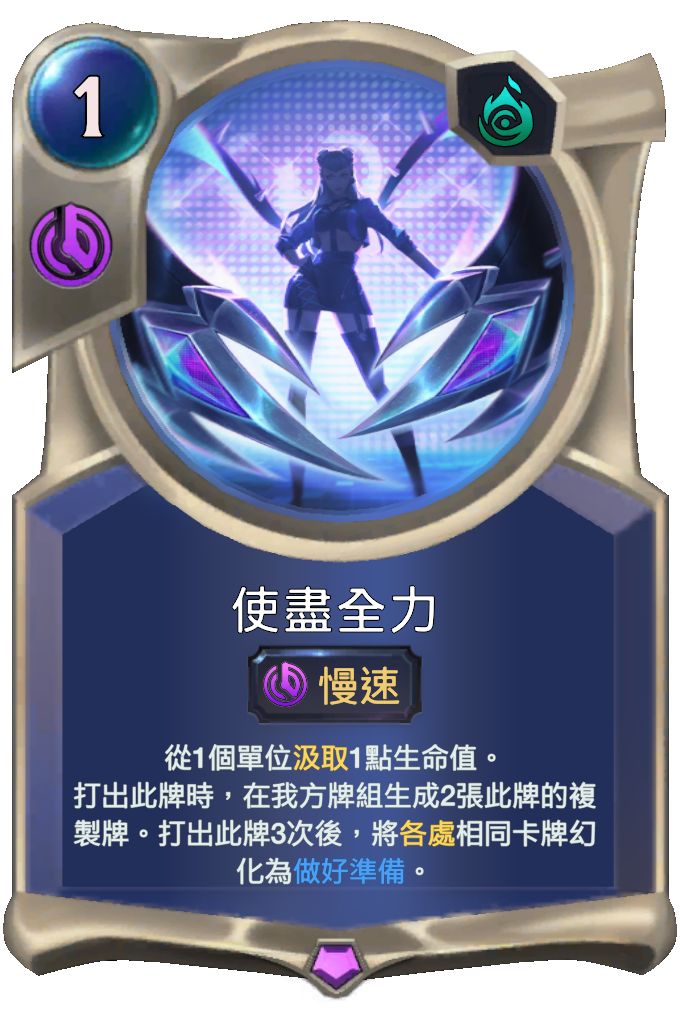 1
使盡全力
慢速
從1個單位汲取1點生命值。
打出此牌時，在我方牌組生成2張此牌的複
製牌。打出此牌3次後，將各處相同卡牌幻
化為做好準備。